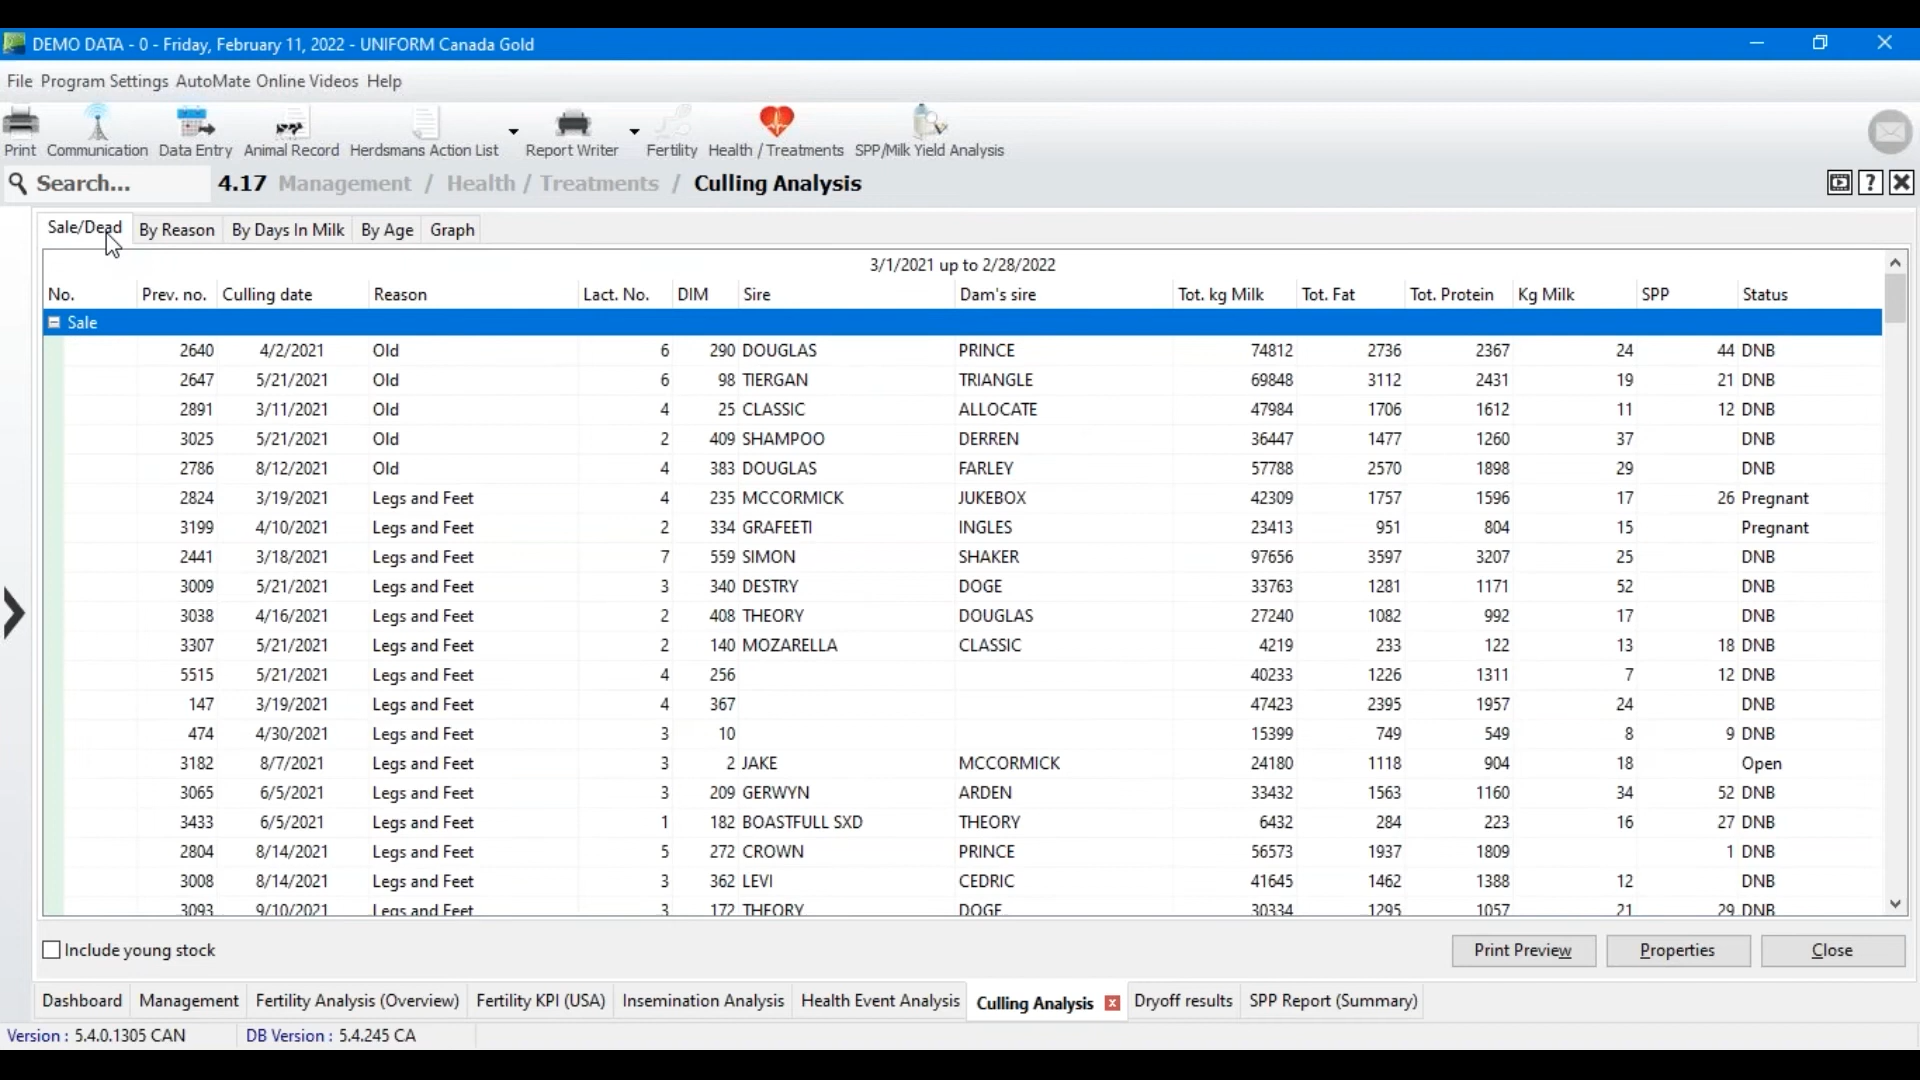 DEMO DATA - 0 - Friday, February 11, 2022 - UNIFORM Canada Gold
File Program Settings AutoMate Online Videos Help
Print Communication Data Entry Animal Record Herdsmans Action List Report Writer Fertility Health / Treatments SPP/Milk Yield Analysis
Search... 4.17 Management / Health / Treatments / Culling Analysis
Sale/Dead By Reason By Days In Milk By Age Graph
3/1/2021 up to 2/28/2022
No. Prev. no. Culling date Reason Lact. No. DIM Sire Dam's sire Tot. kg Milk Tot. Fat Tot. Protein Kg Milk SPP Status
Sale
2640 4/2/2021 Old 6 290 DOUGLAS PRINCE 74812 2736 2367 24 44 DNB
2647 5/21/2021 Old 6 98 TIERGAN TRIANGLE 69848 3112 2431 19 21 DNB
2891 3/11/2021 Old 4 25 CLASSIC ALLOCATE 47984 1706 1612 11 12 DNB
3025 5/21/2021 Old 2 409 SHAMPOO DERREN 36447 1477 1260 37 DNB
2786 8/12/2021 Old 4 383 DOUGLAS FARLEY 57788 2570 1898 29 DNB
2824 3/19/2021 Legs and Feet 4 235 MCCORMICK JUKEBOX 42309 1757 1596 17 26 Pregnant
3199 4/10/2021 Legs and Feet 2 334 GRAFEETI INGLES 23413 951 804 15 Pregnant
2441 3/18/2021 Legs and Feet 7 559 SIMON SHAKER 97656 3597 3207 25 DNB
3009 5/21/2021 Legs and Feet 3 340 DESTRY DOGE 33763 1281 1171 52 DNB
3038 4/16/2021 Legs and Feet 2 408 THEORY DOUGLAS 27240 1082 992 17 DNB
3307 5/21/2021 Legs and Feet 2 140 MOZARELLA CLASSIC 4219 233 122 13 18 DNB
5515 5/21/2021 Legs and Feet 4 256 40233 1226 1311 7 12 DNB
147 3/19/2021 Legs and Feet 4 367 47423 2395 1957 24 DNB
474 4/30/2021 Legs and Feet 3 10 15399 749 549 8 9 DNB
3182 8/7/2021 Legs and Feet 3 2 JAKE MCCORMICK 24180 1118 904 18 Open
3065 6/5/2021 Legs and Feet 3 209 GERWYN ARDEN 33432 1563 1160 34 52 DNB
3433 6/5/2021 Legs and Feet 1 182 BOASTFULL SXD THEORY 6432 284 223 16 27 DNB
2804 8/14/2021 Legs and Feet 5 272 CROWN PRINCE 56573 1937 1809 1 DNB
3008 8/14/2021 Legs and Feet 3 362 LEVI CEDRIC 41645 1462 1388 12 DNB
3093 9/10/2021 Legs and Feet 3 172 THEORY DOGE 30334 1295 1057 21 29 DNB
Include young stock Print Preview Properties Close
Dashboard Management Fertility Analysis (Overview) Fertility KPI (USA) Insemination Analysis Health Event Analysis Culling Analysis Dryoff results SPP Report (Summary)
Version : 5.4.0.1305 CAN DB Version : 5.4.245 CA